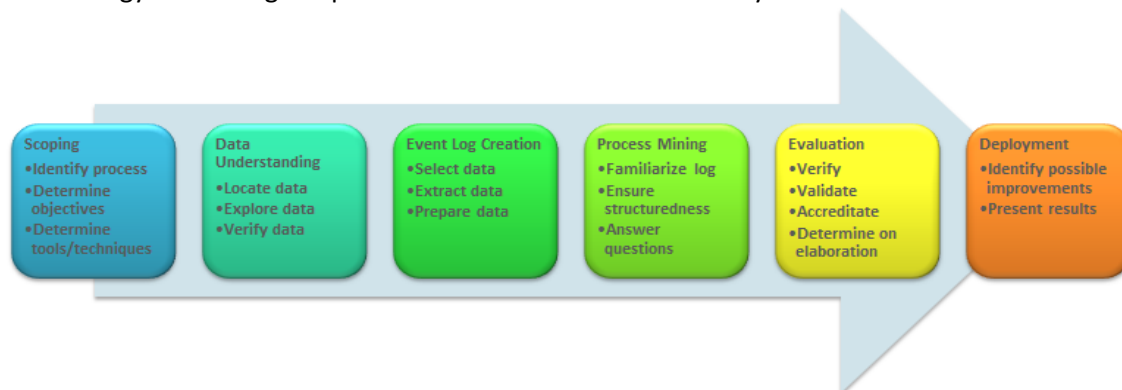 Scoping
•Identify process
•Determine
objectives
•Determine
tools/techniques
Data
Understanding
•Locate data
•Explore data
•Verify data
Event Log Creation
•Select data
•Extract data
•Prepare data
Process Mining
•Familiarize log
•Ensure
structuredness
•Answer
questions
Evaluation
•Verify
•Validate
•Accreditate
•Determine on
elaboration
Deployment
•Identify possible
improvements
•Present results